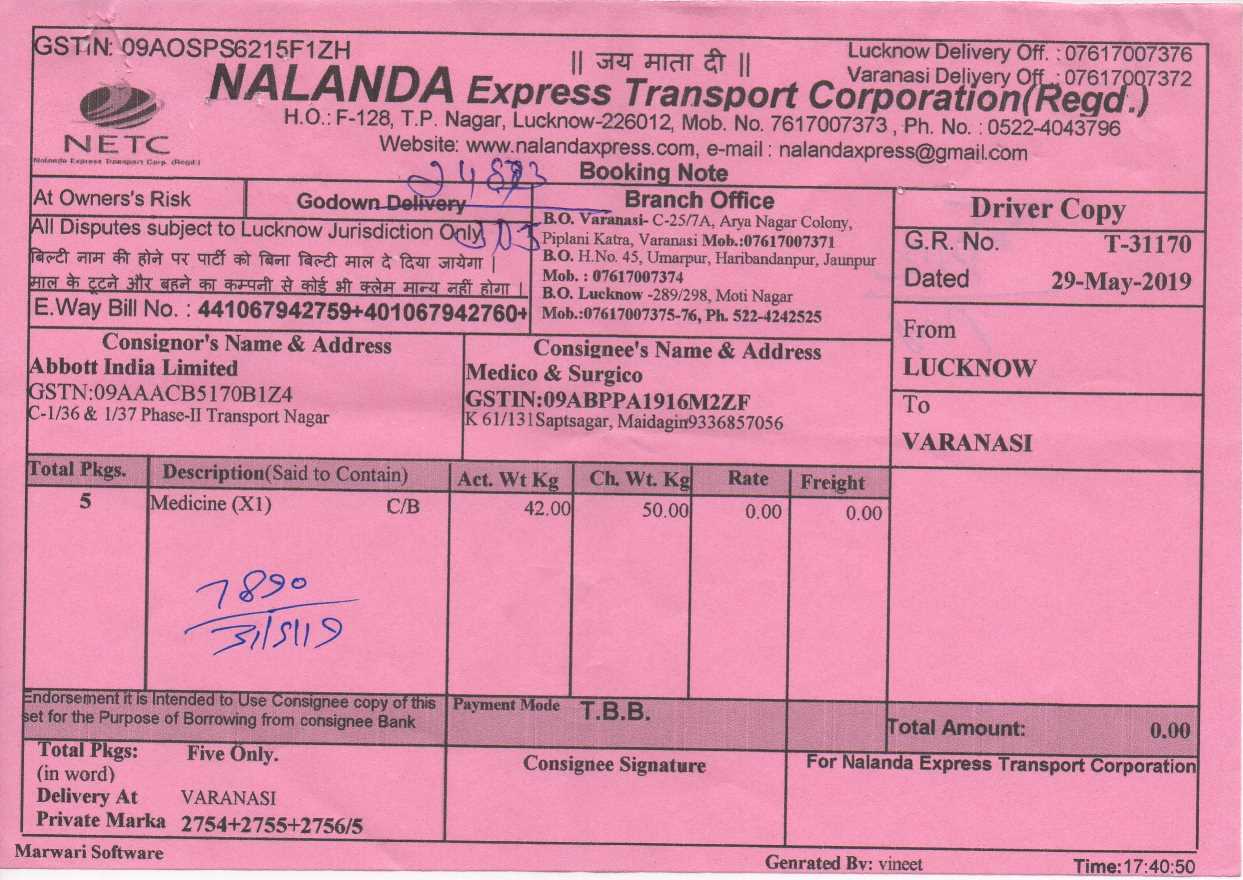 GSTiN: 09AOSPS6215F1ZH
|| जय माता दी ||
Lucknow Delivery Off. : 07617007376
Varanasi Deliyery Off. : 07617007372
NETC
Nalanda Express Transport Corp. (Regd.)
NALANDA Express Transport Corporation(Regd.)
H.O.: F-128, T.P. Nagar, Lucknow-226012, Mob. No. 7617007373 , Ph. No. : 0522-4043796
Website: www.nalandaxpress.com, e-mail : nalandaxpress@gmail.com
Booking Note
At Owners's Risk
Godown Delivery
All Disputes subject to Lucknow Jurisdiction Only
बिल्टी नाम की होने पर पार्टी को बिना बिल्टी माल दे दिया जायेगा |
माल के टूटने और बहने का कम्पनी से कोई भी क्लेम मान्य नहीं होगा |
E.Way Bill No. : 441067942759+401067942760+
Branch Office
B.O. Varanasi- C-25/7A, Arya Nagar Colony,
Piplani Katra, Varanasi Mob.:07617007371
B.O. H.No. 45, Umarpur, Haribandanpur, Jaunpur
Mob. : 07617007374
B.O. Lucknow -289/298, Moti Nagar
Mob.:07617007375-76, Ph. 522-4242525
Driver Copy
G.R. No. T-31170
Dated 29-May-2019
From
LUCKNOW
To
VARANASI
Consignor's Name & Address
Abbott India Limited
GSTN:09AAACB5170B1Z4
C-1/36 & 1/37 Phase-II Transport Nagar
Consignee's Name & Address
Medico & Surgico
GSTIN:09ABPPA1916M2ZF
K 61/131Saptsagar, Maidagin9336857056
Total Pkgs. Description(Said to Contain) Act. Wt Kg Ch. Wt. Kg Rate Freight
5 Medicine (X1) C/B 42.00 50.00 0.00 0.00
7890
31/5/19
Endorsement it is Intended to Use Consignee copy of this
set for the Purpose of Borrowing from consignee Bank
Payment Mode T.B.B.
Total Amount: 0.00
Total Pkgs: Five Only.
(in word)
Delivery At VARANASI
Private Marka 2754+2755+2756/5
Consignee Signature
For Nalanda Express Transport Corporation
Marwari Software
Genrated By: vineet
Time:17:40:50